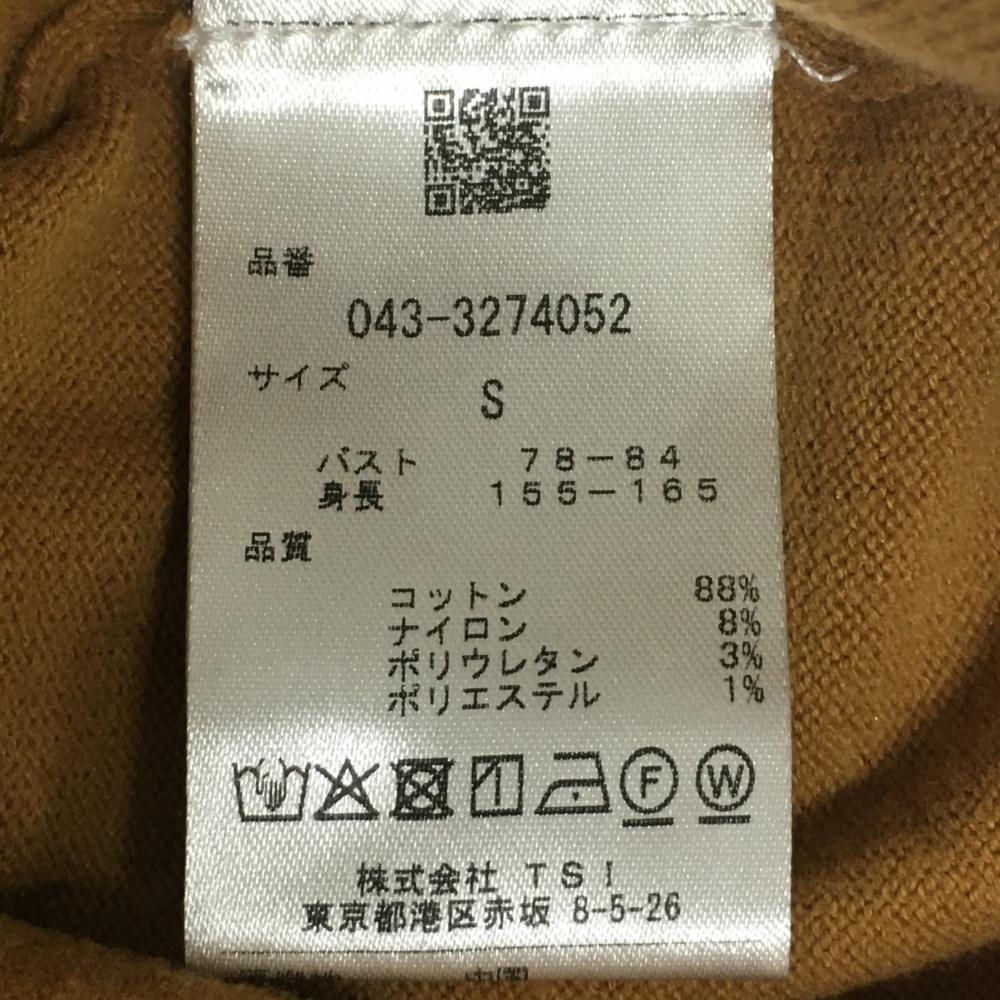 品番
043-3274052
サイズ
S
バスト 78-84
身長 155-165
品質
コットン 88%
ナイロン 8%
ポリウレタン 3%
ポリエステル 1%
F W
株式会社 TSI
東京都港区赤坂 8-5-26